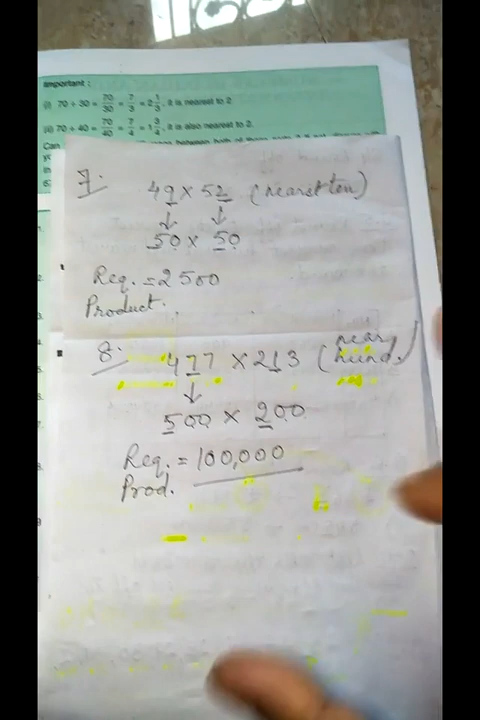 Important :
(i) 70 ÷ 30 = 70/30 = 7/3 = 2 1/3, it is nearest to 2
(ii) 70 ÷ 40 = 70/40 = 7/4 = 1 3/4, it is also nearest to 2.
Can
7.
49 x 52 (nearest ten)
50 x 50
Req. = 2500
Product.
8.
477 x 213 (near hund.)
500 x 200
Req. = 100,000
Prod.